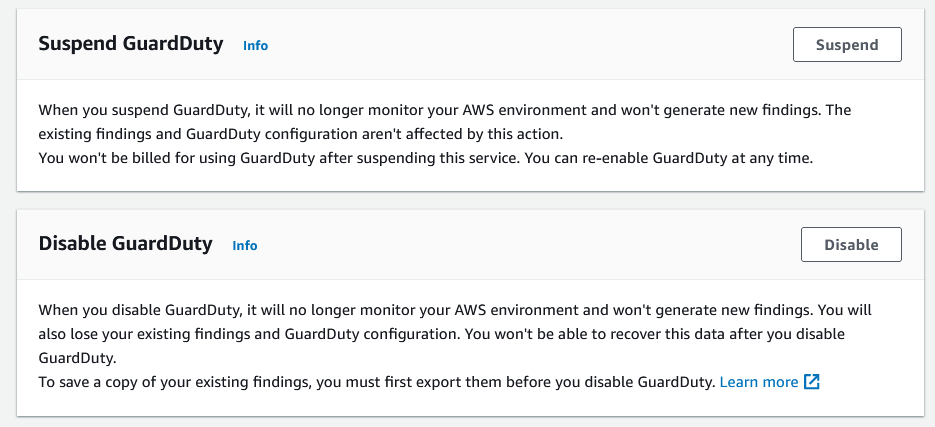 Suspend GuardDuty Info Suspend
When you suspend GuardDuty, it will no longer monitor your AWS environment and won't generate new findings. The
existing findings and GuardDuty configuration aren't affected by this action.
You won't be billed for using GuardDuty after suspending this service. You can re-enable GuardDuty at any time.
Disable GuardDuty Info Disable
When you disable GuardDuty, it will no longer monitor your AWS environment and won't generate new findings. You will
also lose your existing findings and GuardDuty configuration. You won't be able to recover this data after you disable
GuardDuty.
To save a copy of your existing findings, you must first export them before you disable GuardDuty. Learn more